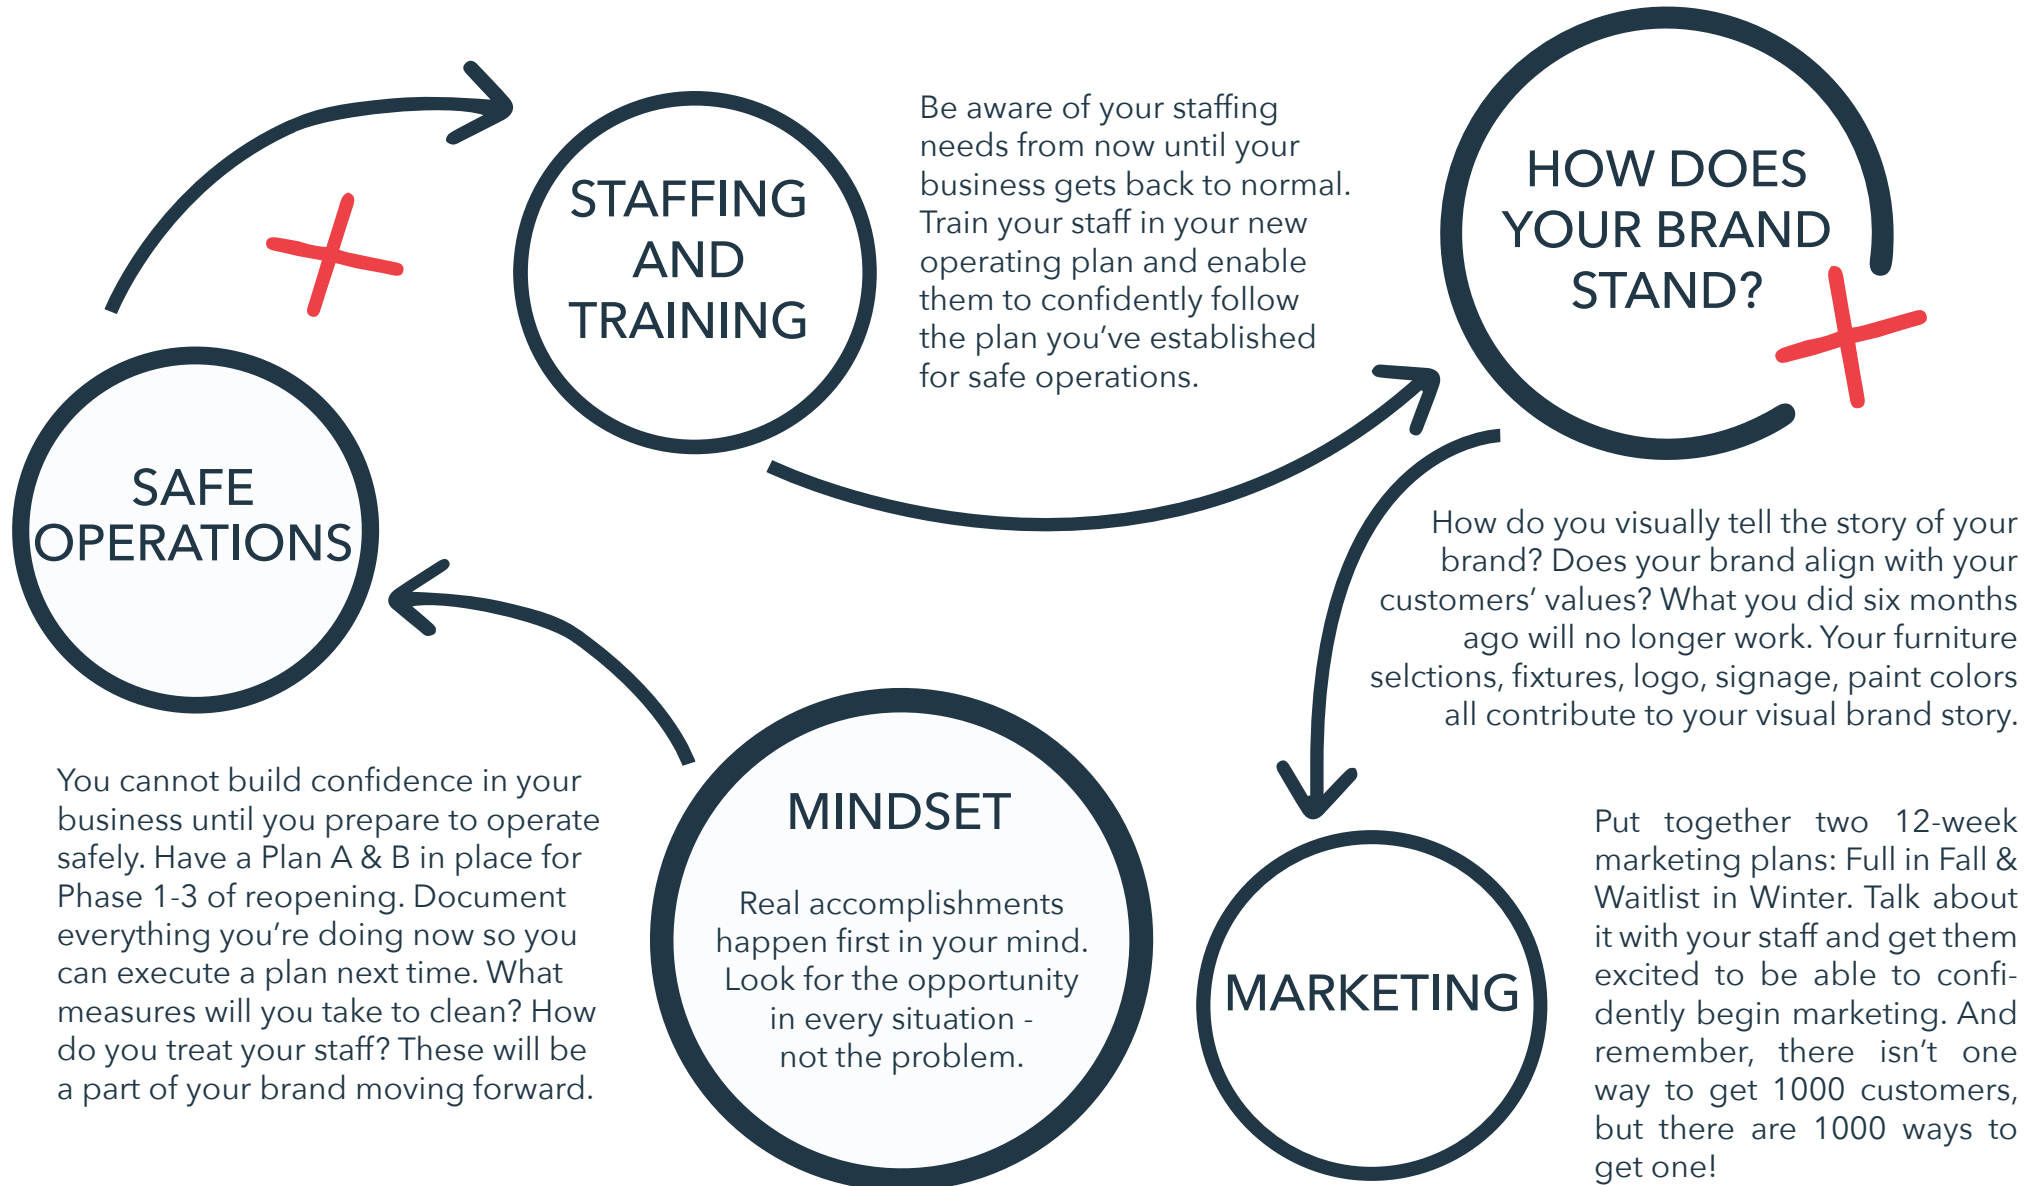 STAFFING
AND
TRAINING
Be aware of your staffing
needs from now until your
business gets back to normal.
Train your staff in your new
operating plan and enable
them to confidently follow
the plan you’ve established
for safe operations.
HOW DOES
YOUR BRAND
STAND?
How do you visually tell the story of your
brand? Does your brand align with your
customers’ values? What you did six months
ago will no longer work. Your furniture
selctions, fixtures, logo, signage, paint colors
all contribute to your visual brand story.
SAFE
OPERATIONS
You cannot build confidence in your
business until you prepare to operate
safely. Have a Plan A & B in place for
Phase 1-3 of reopening. Document
everything you’re doing now so you
can execute a plan next time. What
measures will you take to clean? How
do you treat your staff? These will be
a part of your brand moving forward.
MINDSET
Real accomplishments
happen first in your mind.
Look for the opportunity
in every situation -
not the problem.
MARKETING
Put together two 12-week
marketing plans: Full in Fall &
Waitlist in Winter. Talk about
it with your staff and get them
excited to be able to confi-
dently begin marketing. And
remember, there isn’t one
way to get 1000 customers,
but there are 1000 ways to
get one!